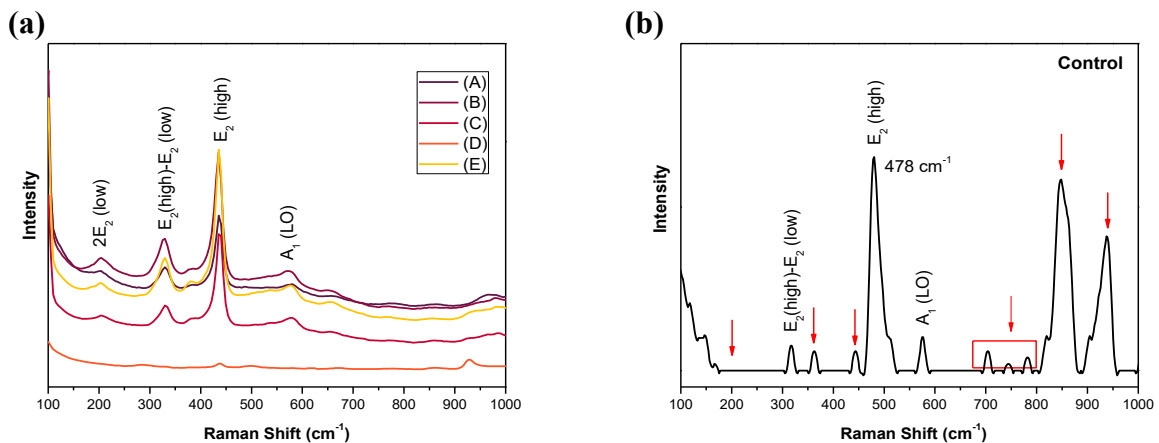 (a)
2E₂ (low)
E₂(high)-E₂ (low)
E₂ (high)
A₁ (LO)
(A)
(B)
(C)
(D)
(E)
Intensity
100 200 300 400 500 600 700 800 900 1000
Raman Shift (cm⁻¹)
(b)
Control
E₂(high)-E₂ (low)
E₂ (high)
478 cm⁻¹
A₁ (LO)
Intensity
100 200 300 400 500 600 700 800 900 1000
Raman Shift (cm⁻¹)